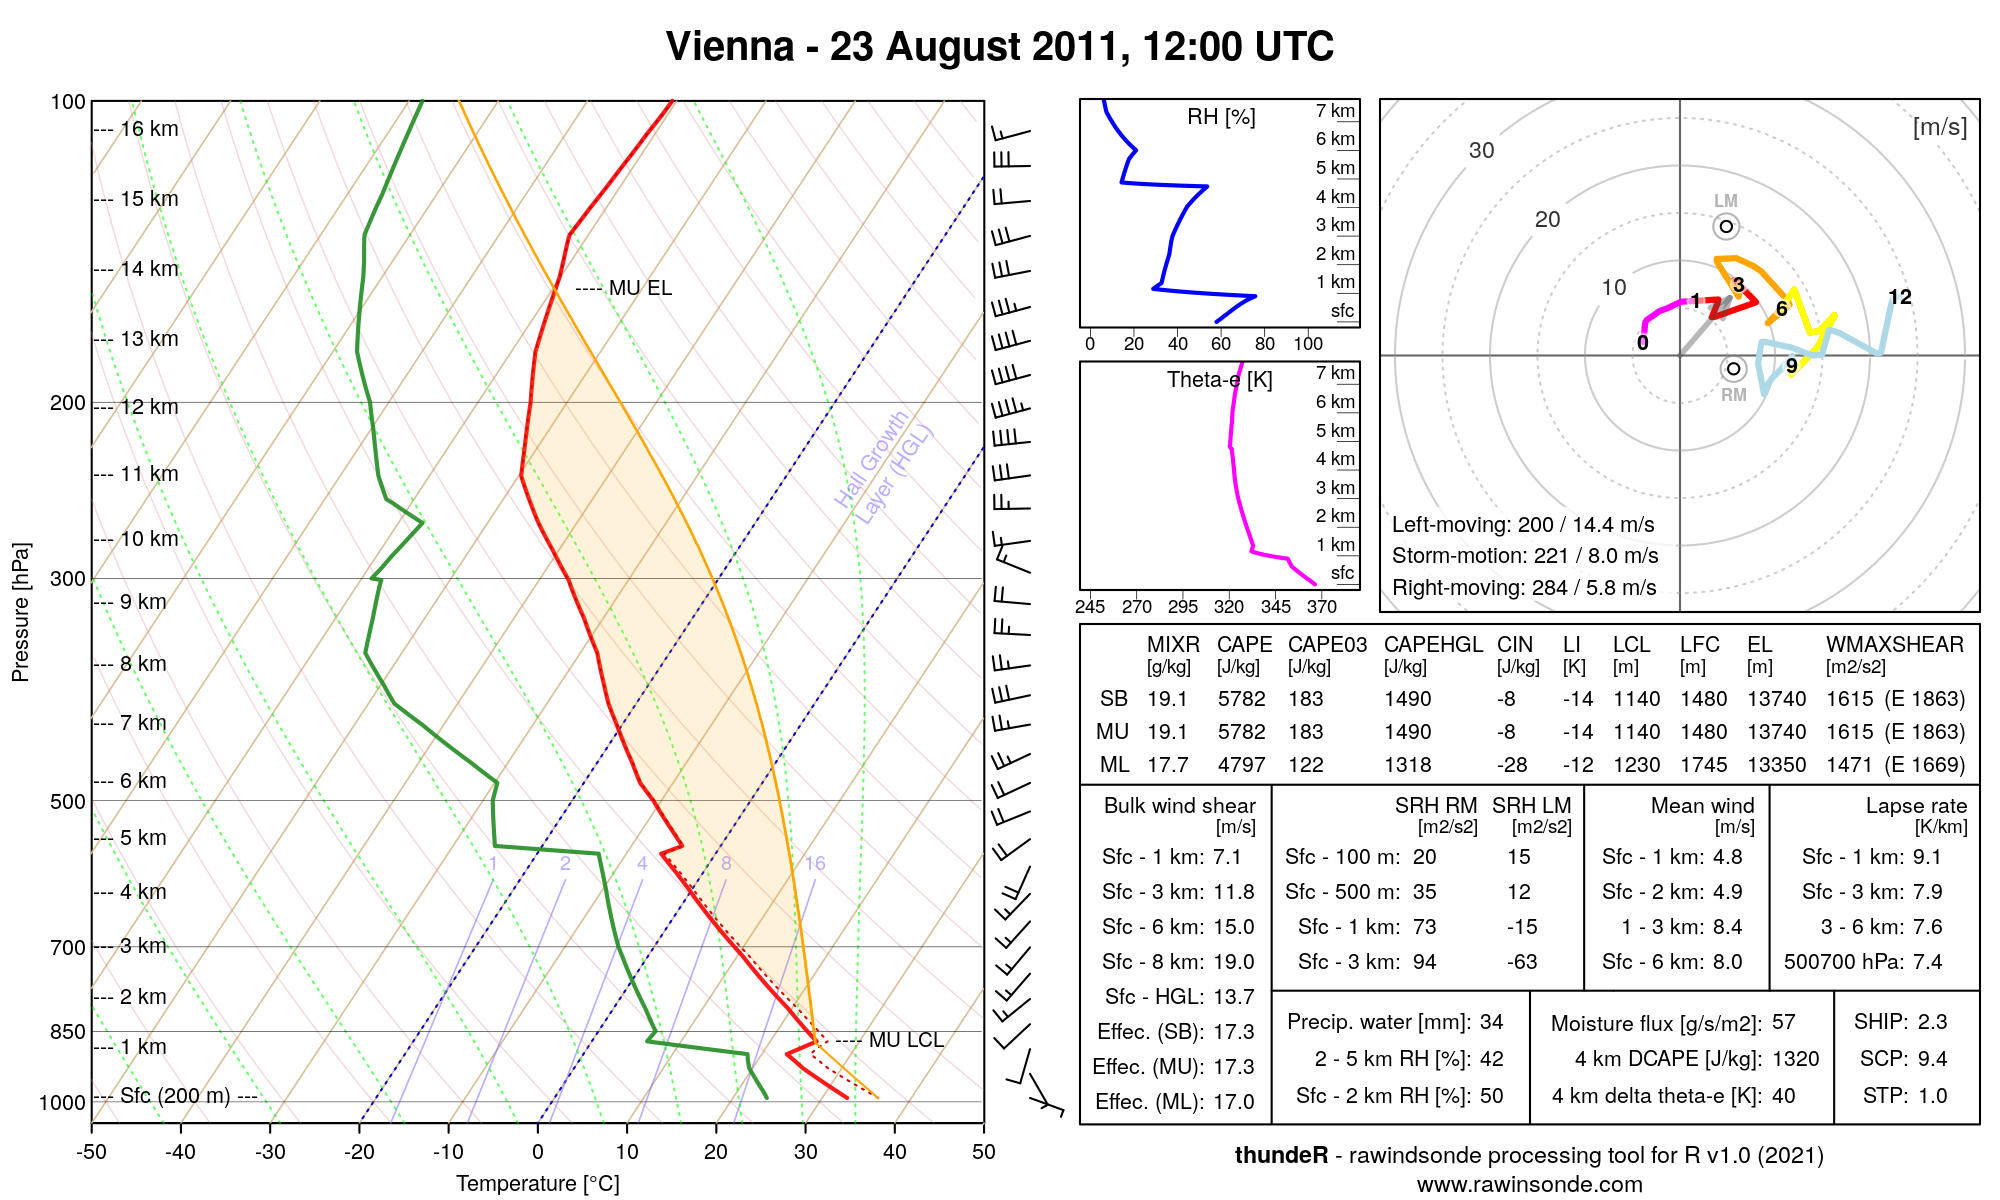 Vienna - 23 August 2011, 12:00 UTC
Pressure [hPa]
100
200
300
500
700
850
1000
--- 16 km
--- 15 km
--- 14 km
--- 13 km
--- 12 km
--- 11 km
--- 10 km
--- 9 km
--- 8 km
--- 7 km
--- 6 km
--- 5 km
--- 4 km
--- 3 km
--- 2 km
--- 1 km
--- Sfc (200 m) ---
---- MU EL
Hail Growth
Layer (HGL)
1 2 4 8 16
---- MU LCL
-50 -40 -30 -20 -10 0 10 20 30 40 50
Temperature [°C]
RH [%]
7 km
6 km
5 km
4 km
3 km
2 km
1 km
sfc
0 20 40 60 80 100
Theta-e [K]
7 km
6 km
5 km
4 km
3 km
2 km
1 km
sfc
245 270 295 320 345 370
[m/s]
30
20
10
LM
RM
0 1 3 6 9 12
Left-moving: 200 / 14.4 m/s
Storm-motion: 221 / 8.0 m/s
Right-moving: 284 / 5.8 m/s
MIXR CAPE CAPE03 CAPEHGL CIN LI LCL LFC EL WMAXSHEAR
[g/kg] [J/kg] [J/kg] [J/kg] [J/kg] [K] [m] [m] [m] [m2/s2]
SB 19.1 5782 183 1490 -8 -14 1140 1480 13740 1615 (E 1863)
MU 19.1 5782 183 1490 -8 -14 1140 1480 13740 1615 (E 1863)
ML 17.7 4797 122 1318 -28 -12 1230 1745 13350 1471 (E 1669)
Bulk wind shear
[m/s]
Sfc - 1 km: 7.1
Sfc - 3 km: 11.8
Sfc - 6 km: 15.0
Sfc - 8 km: 19.0
Sfc - HGL: 13.7
Effec. (SB): 17.3
Effec. (MU): 17.3
Effec. (ML): 17.0
SRH RM SRH LM
[m2/s2] [m2/s2]
Sfc - 100 m: 20 15
Sfc - 500 m: 35 12
Sfc - 1 km: 73 -15
Sfc - 3 km: 94 -63
Mean wind
[m/s]
Sfc - 1 km: 4.8
Sfc - 2 km: 4.9
1 - 3 km: 8.4
Sfc - 6 km: 8.0
Lapse rate
[K/km]
Sfc - 1 km: 9.1
Sfc - 3 km: 7.9
3 - 6 km: 7.6
500700 hPa: 7.4
Precip. water [mm]: 34
2 - 5 km RH [%]: 42
Sfc - 2 km RH [%]: 50
Moisture flux [g/s/m2]: 57
4 km DCAPE [J/kg]: 1320
4 km delta theta-e [K]: 40
SHIP: 2.3
SCP: 9.4
STP: 1.0
thundeR - rawindsonde processing tool for R v1.0 (2021)
www.rawinsonde.com